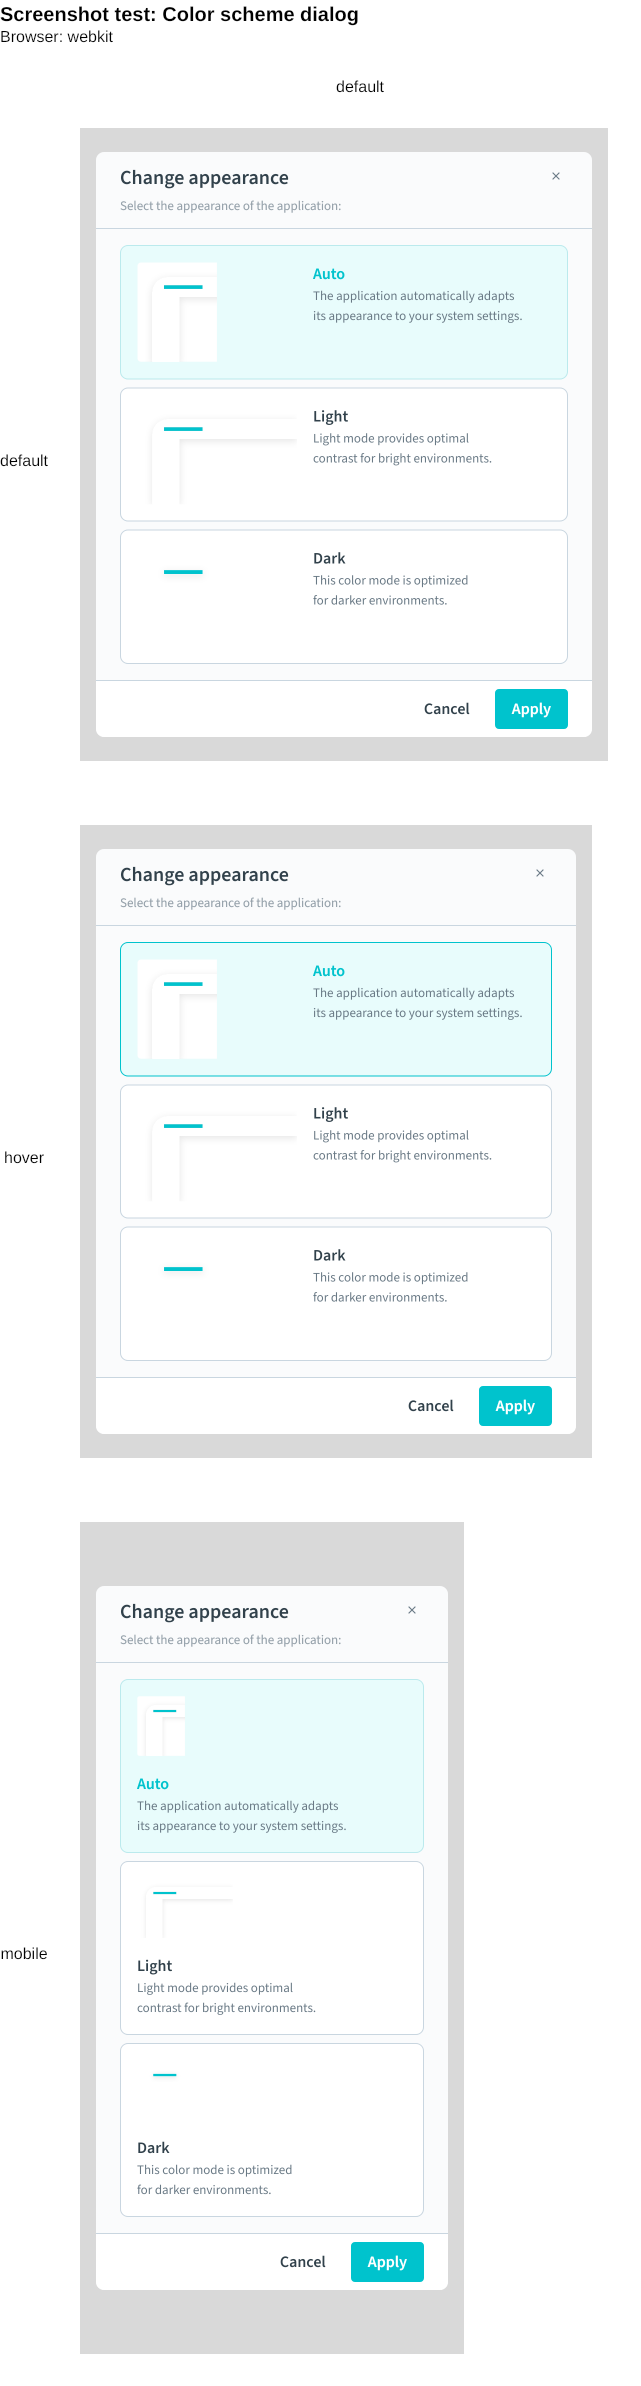 Screenshot test: Color scheme dialog
Browser: webkit
default
default
Change appearance
×
Select the appearance of the application:
Auto
The application automatically adapts
its appearance to your system settings.
Light
Light mode provides optimal
contrast for bright environments.
Dark
This color mode is optimized
for darker environments.
Cancel
Apply
hover
Change appearance
×
Select the appearance of the application:
Auto
The application automatically adapts
its appearance to your system settings.
Light
Light mode provides optimal
contrast for bright environments.
Dark
This color mode is optimized
for darker environments.
Cancel
Apply
mobile
Change appearance
×
Select the appearance of the application:
Auto
The application automatically adapts
its appearance to your system settings.
Light
Light mode provides optimal
contrast for bright environments.
Dark
This color mode is optimized
for darker environments.
Cancel
Apply